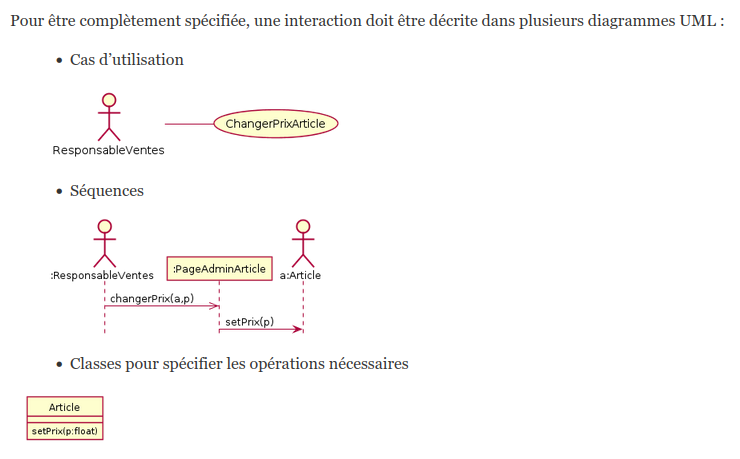 Pour être complètement spécifiée, une interaction doit être décrite dans plusieurs diagrammes UML :
• Cas d’utilisation
ChangerPrixArticle
ResponsableVentes
• Séquences
:ResponsableVentes
:PageAdminArticle
a:Article
changerPrix(a,p)
setPrix(p)
• Classes pour spécifier les opérations nécessaires
Article
setPrix(p:float)